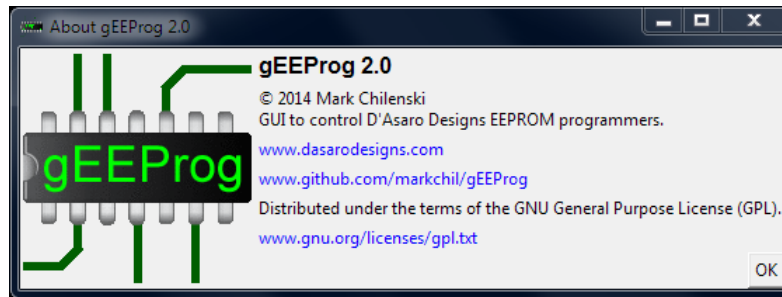 About gEEProg 2.0
gEEProg
gEEProg 2.0
© 2014 Mark Chilenski
GUI to control D'Asaro Designs EEPROM programmers.
www.dasarodesigns.com
www.github.com/markchil/gEEProg
Distributed under the terms of the GNU General Purpose License (GPL).
www.gnu.org/licenses/gpl.txt
OK